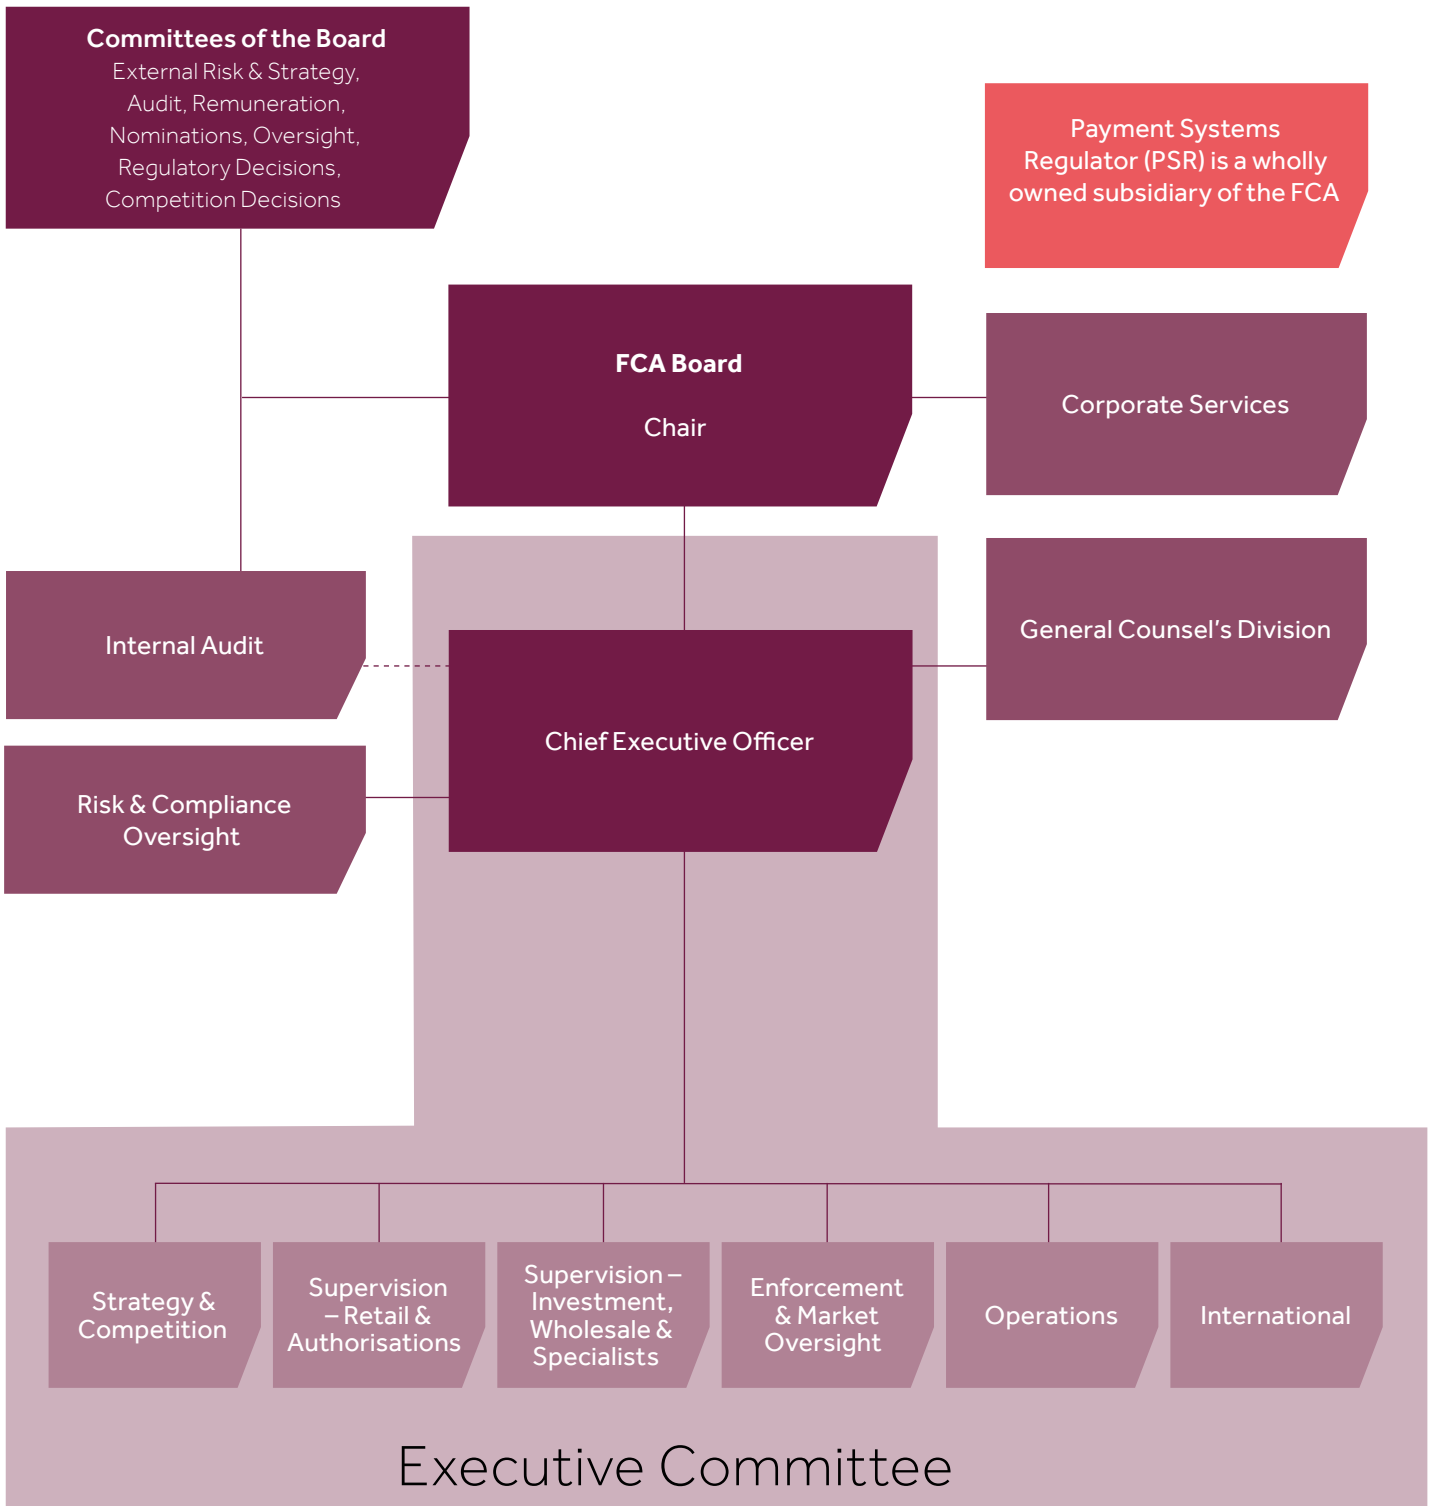 Committees of the Board
External Risk & Strategy,
Audit, Remuneration,
Nominations, Oversight,
Regulatory Decisions,
Competition Decisions
Payment Systems
Regulator (PSR) is a wholly
owned subsidiary of the FCA
FCA Board
Chair
Corporate Services
Internal Audit
General Counsel's Division
Chief Executive Officer
Risk & Compliance
Oversight
Strategy &
Competition
Supervision
– Retail &
Authorisations
Supervision –
Investment,
Wholesale &
Specialists
Enforcement
& Market
Oversight
Operations
International
Executive Committee